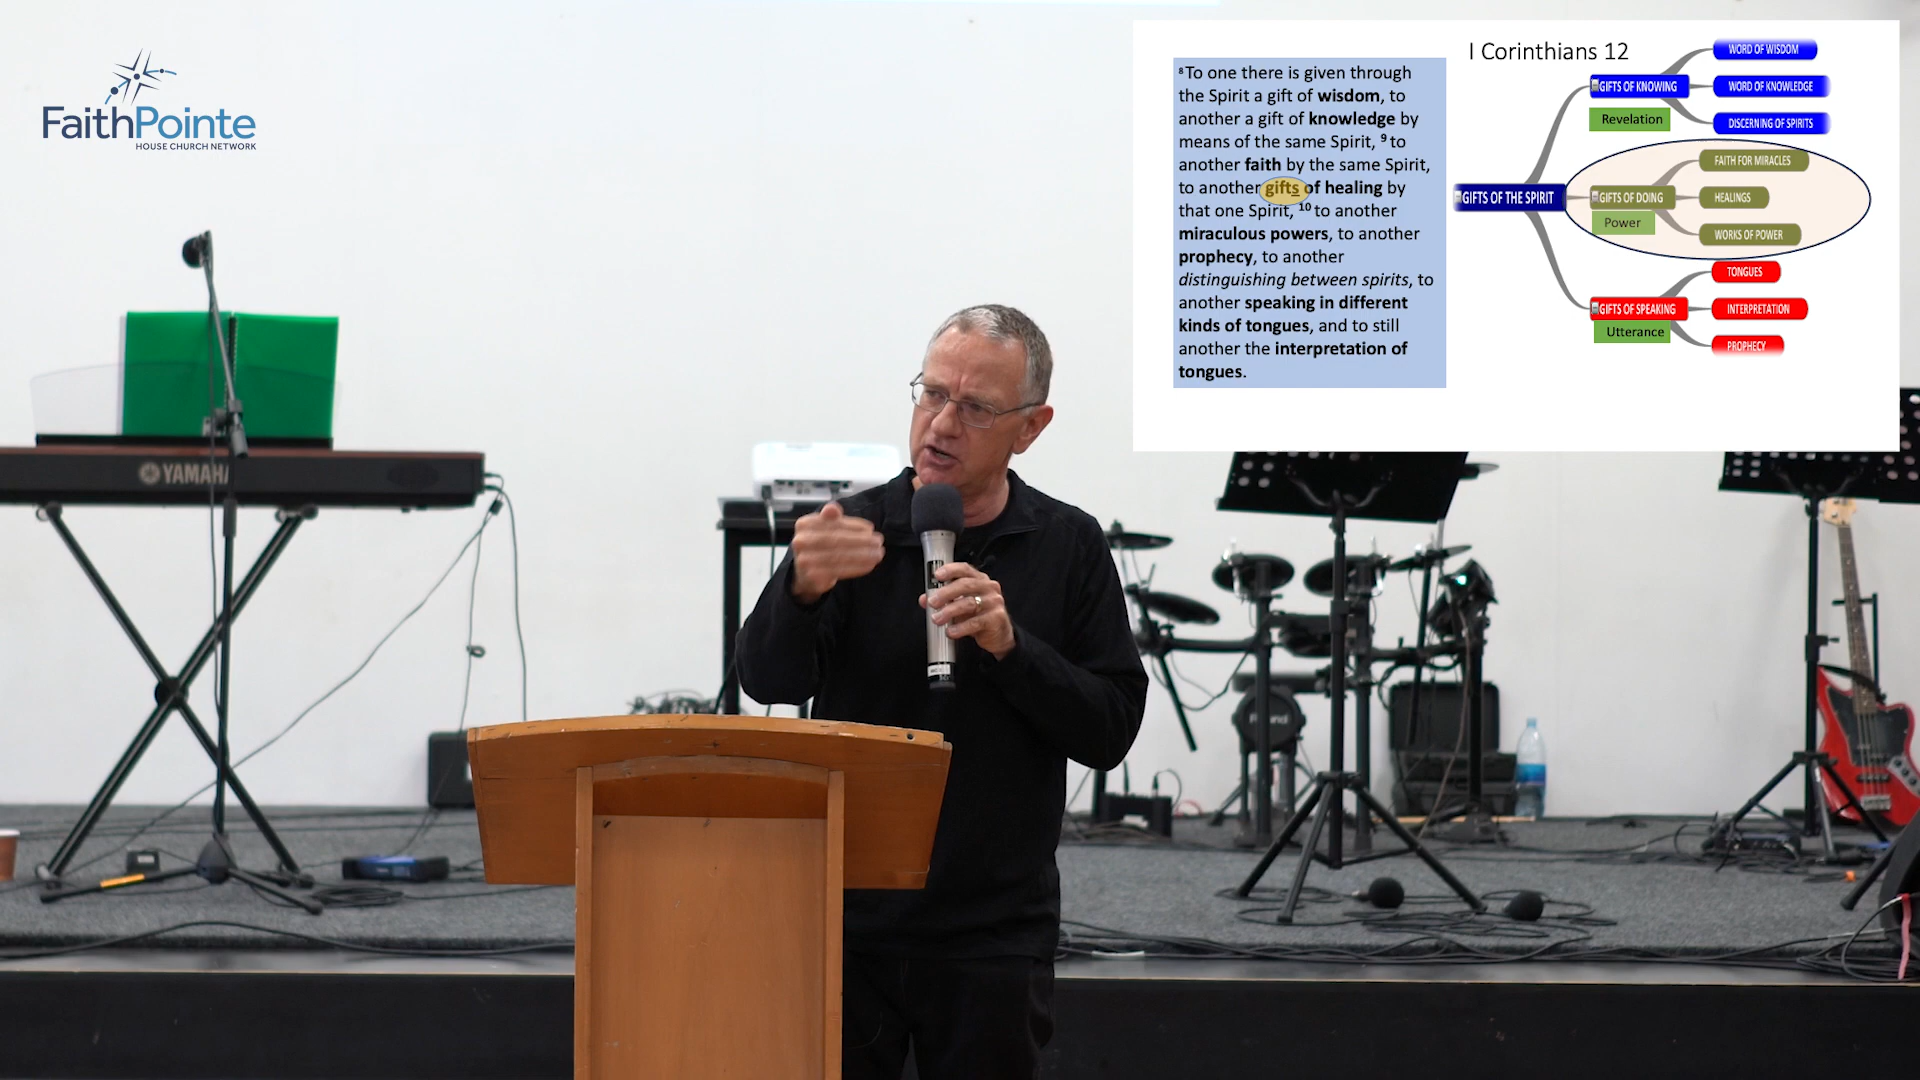 FaithPointe
HOUSE CHURCH NETWORK
YAMAHA
I Corinthians 12
⁸To one there is given through
the Spirit a gift of wisdom, to
another a gift of knowledge by
means of the same Spirit, ⁹ to
another faith by the same Spirit,
to another gifts of healing by
that one Spirit, ¹⁰ to another
miraculous powers, to another
prophecy, to another
distinguishing between spirits, to
another speaking in different
kinds of tongues, and to still
another the interpretation of
tongues.
GIFTS OF THE SPIRIT
GIFTS OF KNOWING
Revelation
WORD OF WISDOM
WORD OF KNOWLEDGE
DISCERNING OF SPIRITS
GIFTS OF DOING
Power
FAITH FOR MIRACLES
HEALINGS
WORKS OF POWER
GIFTS OF SPEAKING
Utterance
TONGUES
INTERPRETATION
PROPHECY
Roland